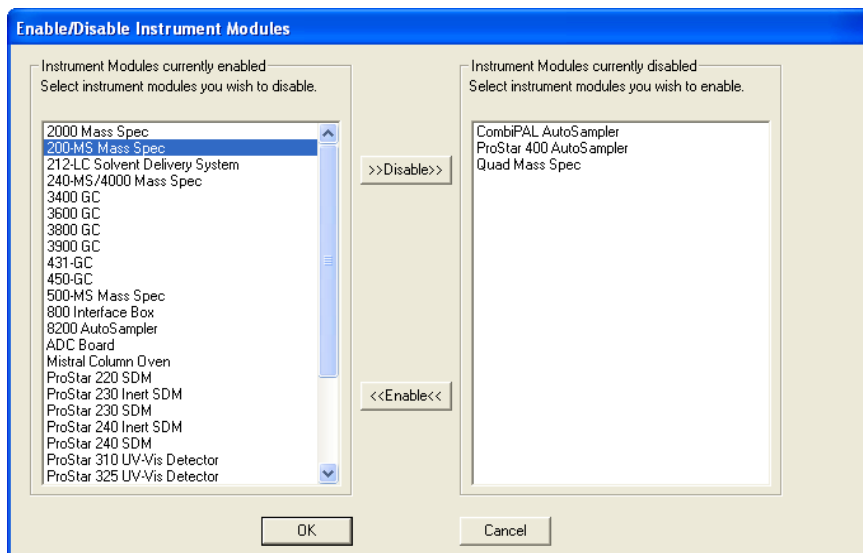 Enable/Disable Instrument Modules
Instrument Modules currently enabled
Select instrument modules you wish to disable.
2000 Mass Spec
200-MS Mass Spec
212-LC Solvent Delivery System
240-MS/4000 Mass Spec
3400 GC
3600 GC
3800 GC
3900 GC
431-GC
450-GC
500-MS Mass Spec
800 Interface Box
8200 AutoSampler
ADC Board
Mistral Column Oven
ProStar 220 SDM
ProStar 230 Inert SDM
ProStar 230 SDM
ProStar 240 Inert SDM
ProStar 240 SDM
ProStar 310 UV-Vis Detector
ProStar 325 UV-Vis Detector
>>Disable>>
<<Enable<<
Instrument Modules currently disabled
Select instrument modules you wish to enable.
CombiPAL AutoSampler
ProStar 400 AutoSampler
Quad Mass Spec
OK
Cancel